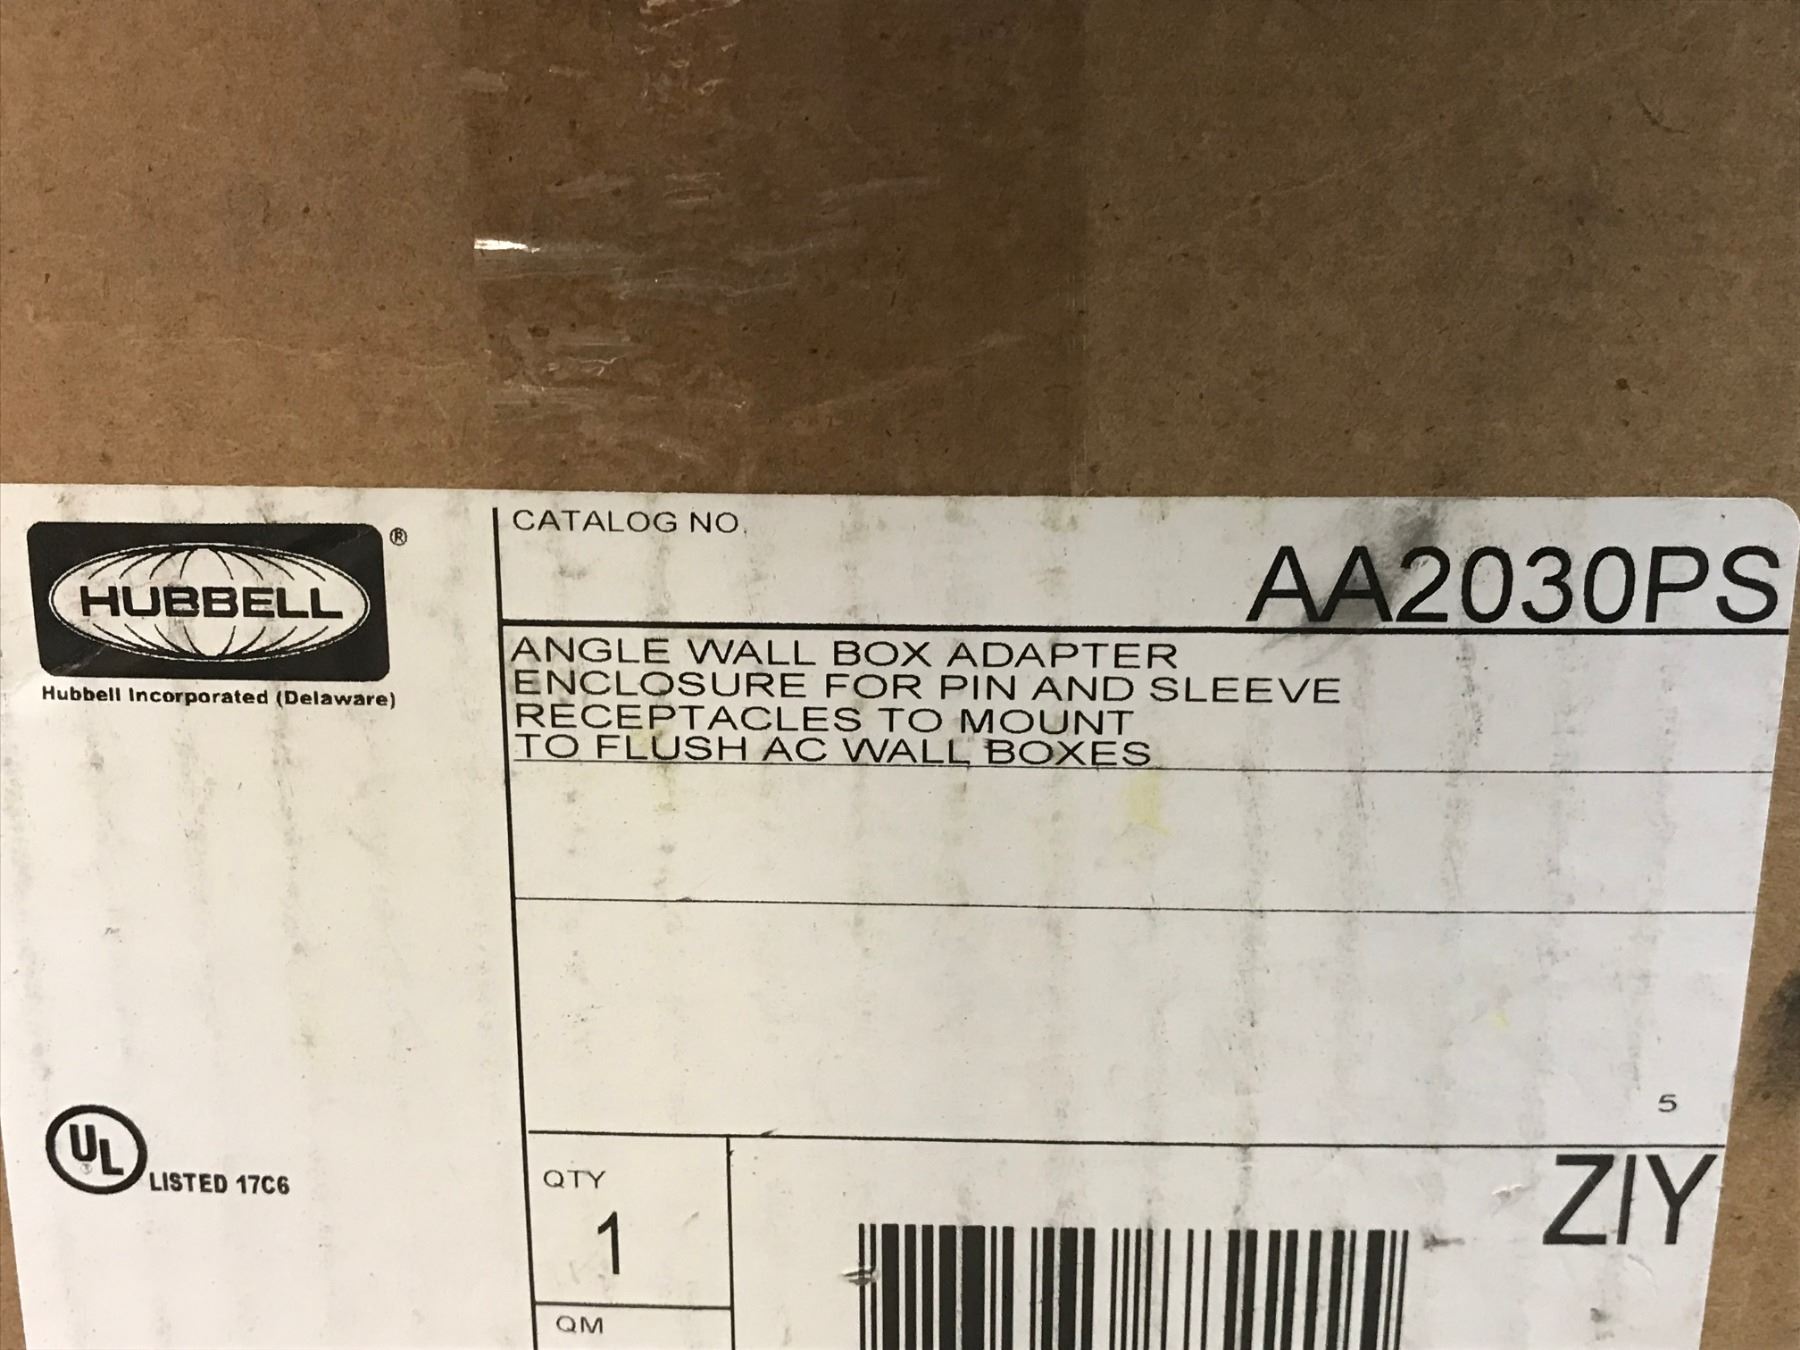 HUBBELL ®
Hubbell Incorporated (Delaware)
CATALOG NO.
AA2030PS
ANGLE WALL BOX ADAPTER
ENCLOSURE FOR PIN AND SLEEVE
RECEPTACLES TO MOUNT
TO FLUSH AC WALL BOXES
5
UL ®
LISTED 17C6
QTY
1
ZIY
QM